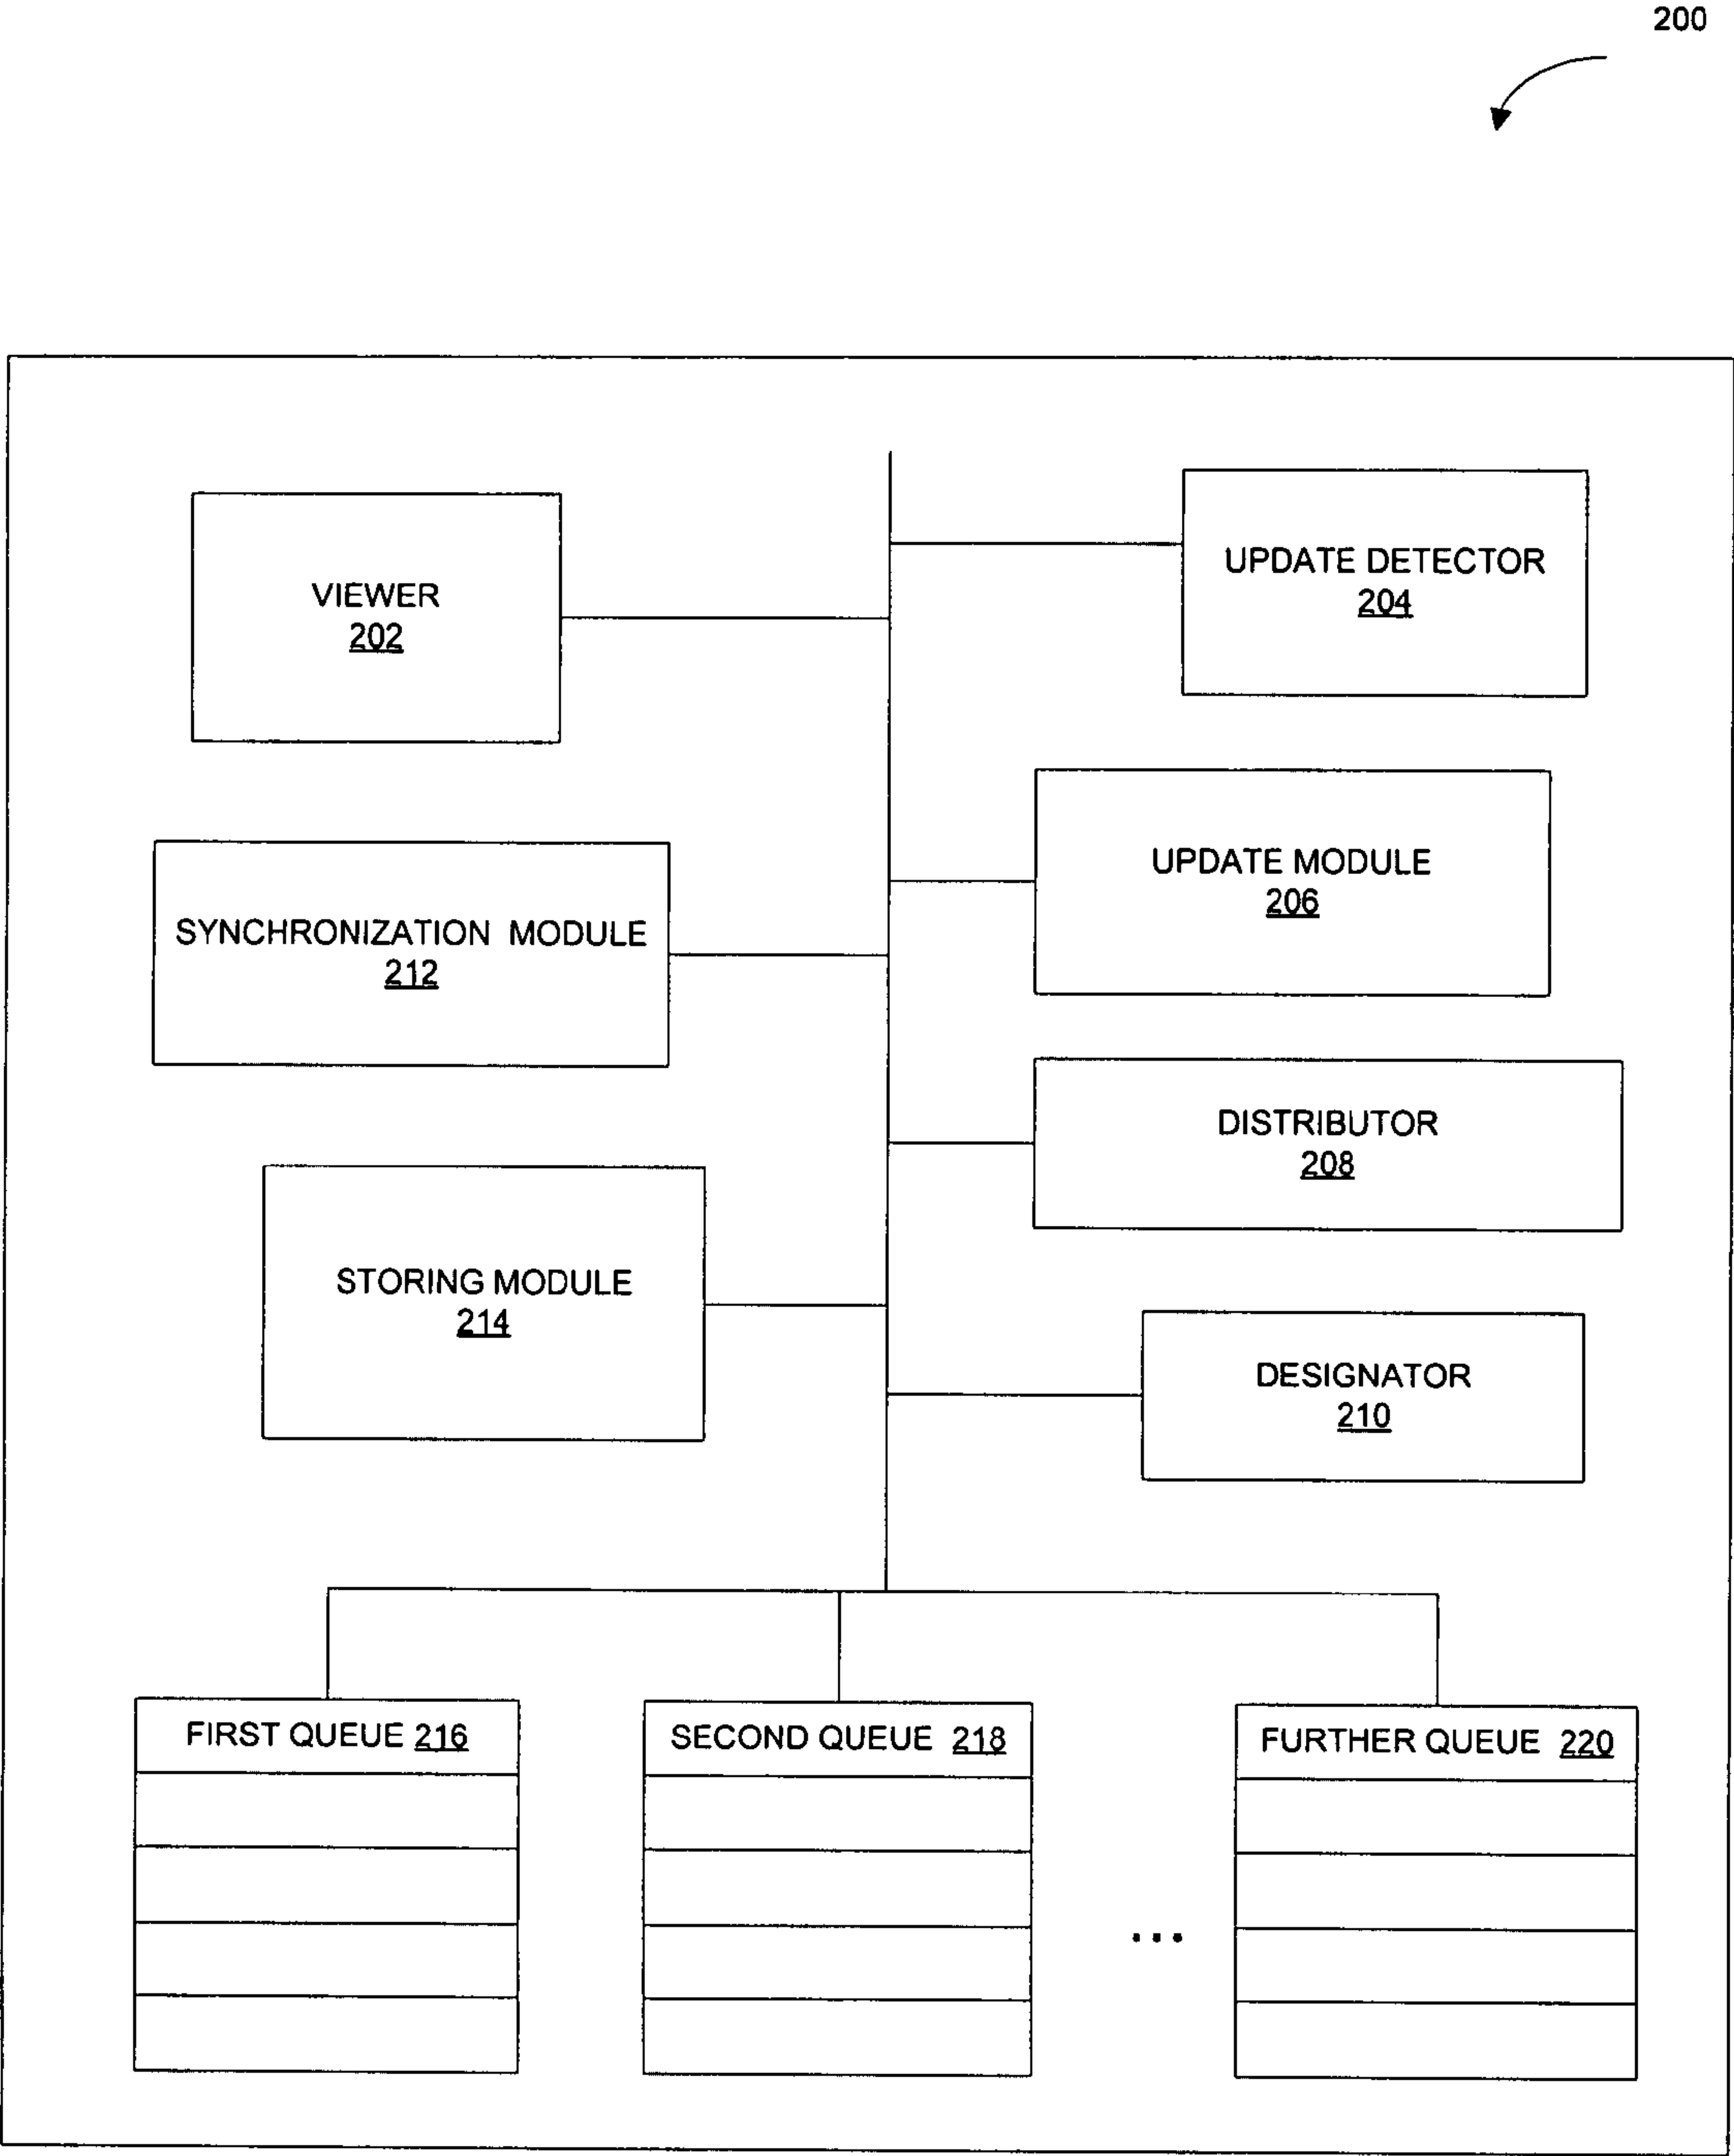 200
VIEWER
202
UPDATE DETECTOR
204
UPDATE MODULE
206
SYNCHRONIZATION MODULE
212
DISTRIBUTOR
208
STORING MODULE
214
DESIGNATOR
210
FIRST QUEUE 216
SECOND QUEUE 218
FURTHER QUEUE 220
...